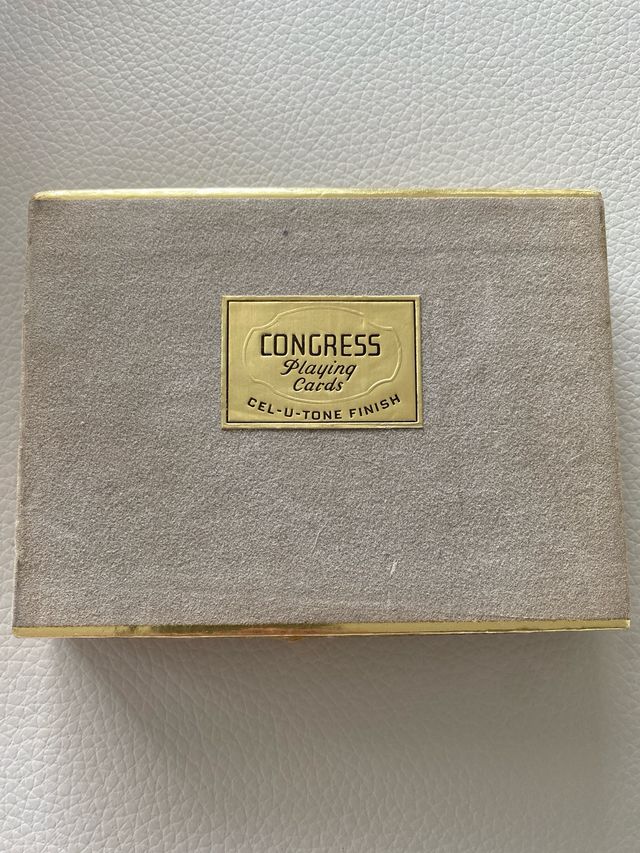 CONGRESS
Playing
Cards
CEL-U-TONE FINISH